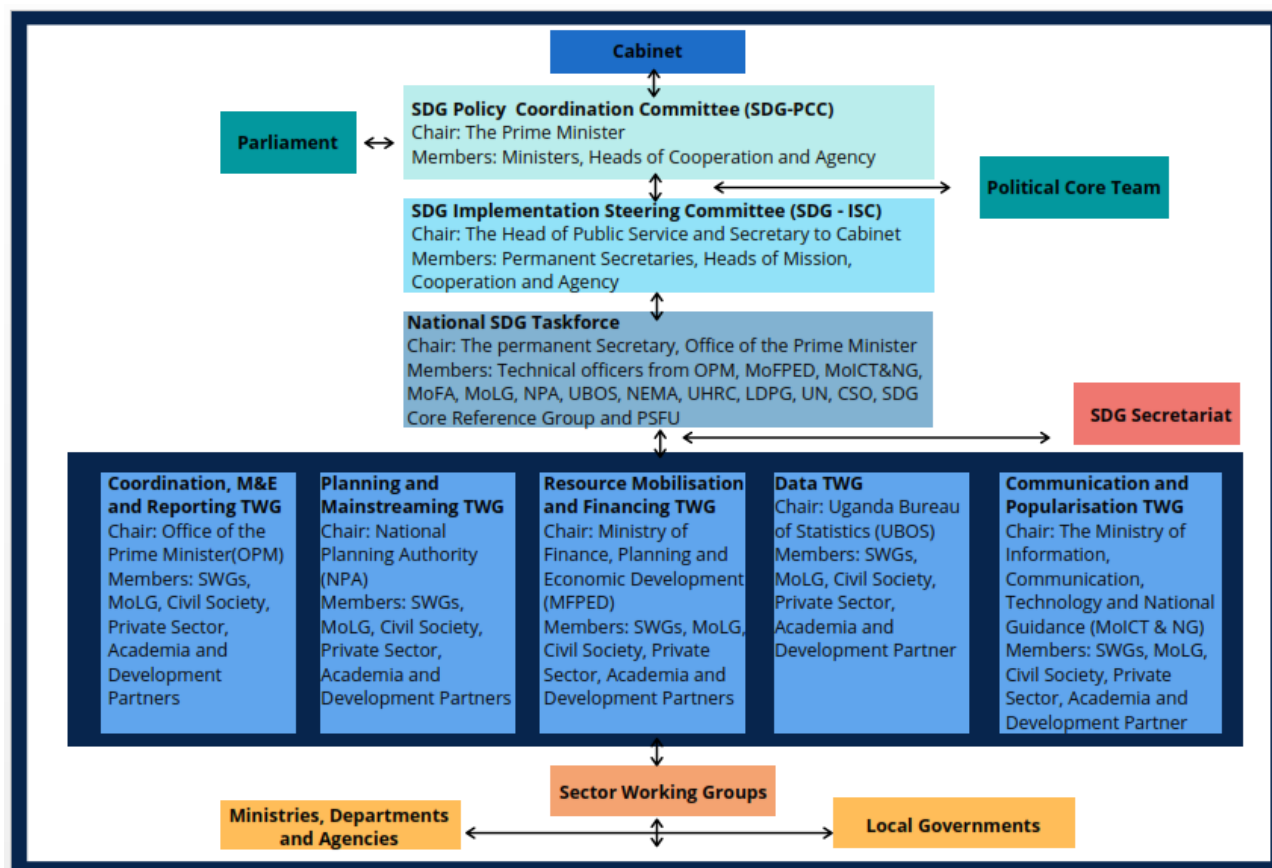 Cabinet
SDG Policy Coordination Committee (SDG-PCC)
Chair: The Prime Minister
Members: Ministers, Heads of Cooperation and Agency
Parliament
Political Core Team
SDG Implementation Steering Committee (SDG - ISC)
Chair: The Head of Public Service and Secretary to Cabinet
Members: Permanent Secretaries, Heads of Mission,
Cooperation and Agency
National SDG Taskforce
Chair: The permanent Secretary, Office of the Prime Minister
Members: Technical officers from OPM, MoFPED, MoICT&NG,
MoFA, MoLG, NPA, UBOS, NEMA, UHRC, LDPG, UN, CSO, SDG
Core Reference Group and PSFU
SDG Secretariat
Coordination, M&E
and Reporting TWG
Chair: Office of the
Prime Minister(OPM)
Members: SWGs,
MoLG, Civil Society,
Private Sector,
Academia and
Development
Partners
Planning and
Mainstreaming TWG
Chair: National
Planning Authority
(NPA)
Members: SWGs,
MoLG, Civil Society,
Private Sector,
Academia and
Development Partners
Resource Mobilisation
and Financing TWG
Chair: Ministry of
Finance, Planning and
Economic Development
(MFPED)
Members: SWGs, MoLG,
Civil Society, Private
Sector, Academia and
Development Partners
Data TWG
Chair: Uganda Bureau
of Statistics (UBOS)
Members: SWGs,
MoLG, Civil Society,
Private Sector,
Academia and
Development Partner
Communication and
Popularisation TWG
Chair: The Ministry of
Information,
Communication,
Technology and National
Guidance (MoICT & NG)
Members: SWGs, MoLG,
Civil Society, Private
Sector, Academia and
Development Partner
Sector Working Groups
Ministries, Departments
and Agencies
Local Governments